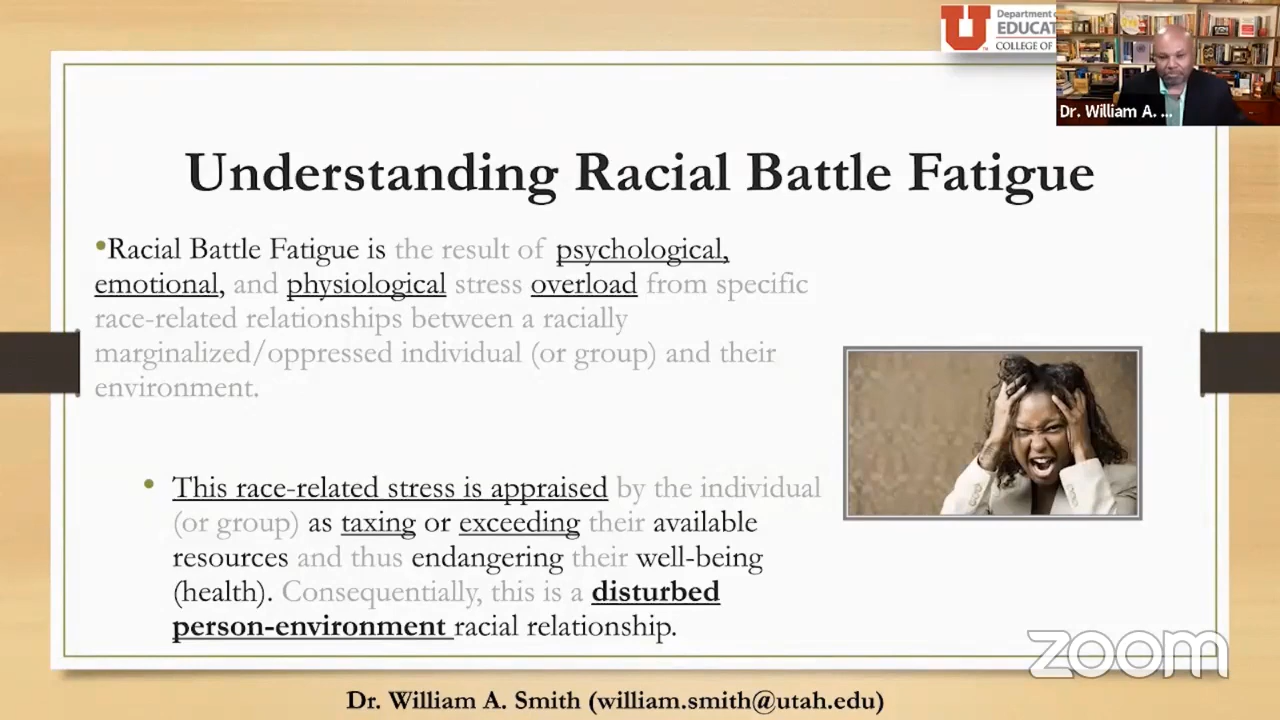 Department o
EDUCAT
COLLEGE OF
U
Dr. William A. ...
Understanding Racial Battle Fatigue
•Racial Battle Fatigue is the result of psychological,
emotional, and physiological stress overload from specific
race-related relationships between a racially
marginalized/oppressed individual (or group) and their
environment.
• This race-related stress is appraised by the individual
(or group) as taxing or exceeding their available
resources and thus endangering their well-being
(health). Consequentially, this is a disturbed
person-environment racial relationship.
zoom
Dr. William A. Smith (william.smith@utah.edu)